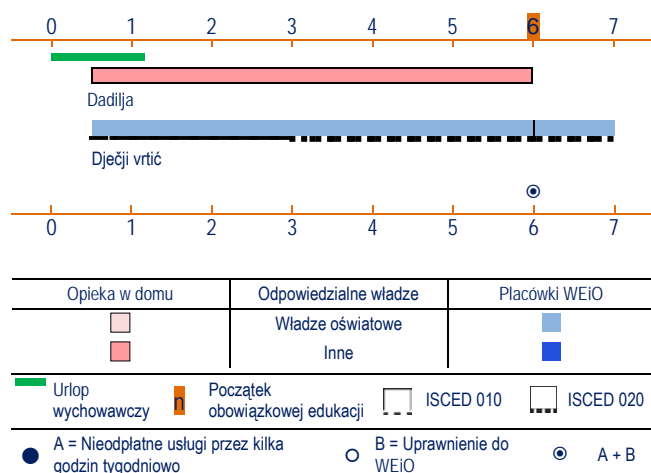 0 1 2 3 4 5 6 7
Dadilja
Dječji vrtić
0 1 2 3 4 5 6 7
Opieka w domu Odpowiedzialne władze Placówki WEiO
Władze oświatowe
Inne
Urlop wychowawczy
n Początek obowiązkowej edukacji
ISCED 010
ISCED 020
A = Nieodpłatne usługi przez kilka godzin tygodniowo
B = Uprawnienie do WEiO
A + B